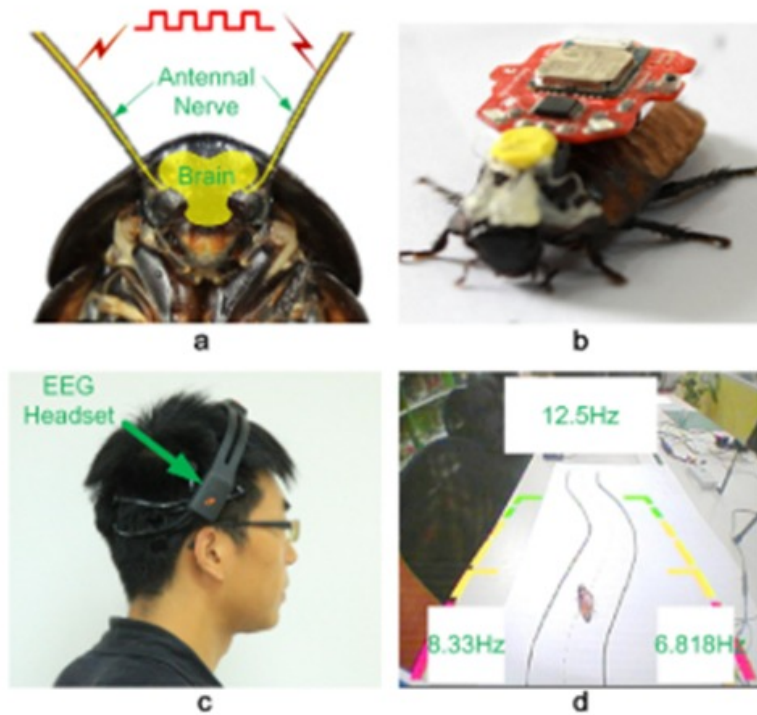 Antennal
Nerve
Brain
a
b
EEG
Headset
c
12.5Hz
8.33Hz
6.818Hz
d